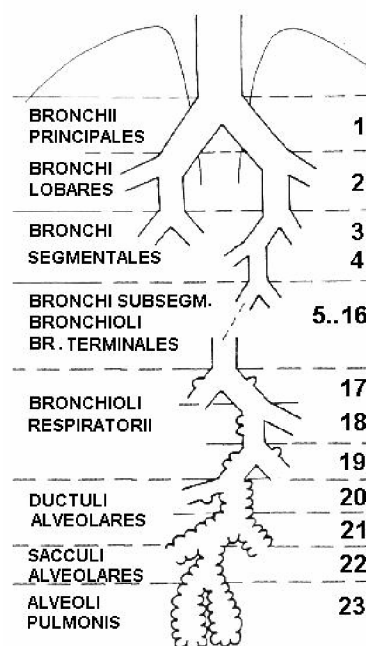 BRONCHII
PRINCIPALES
1
BRONCHI
LOBARES
2
BRONCHI
3
SEGMENTALES
4
BRONCHI SUBSEGM.
BRONCHIOLI
5..16
BR. TERMINALES
17
BRONCHIOLI
RESPIRATORII
18
19
DUCTULI
ALVEOLARES
20
21
SACCULI
ALVEOLARES
22
ALVEOLI
PULMONIS
23